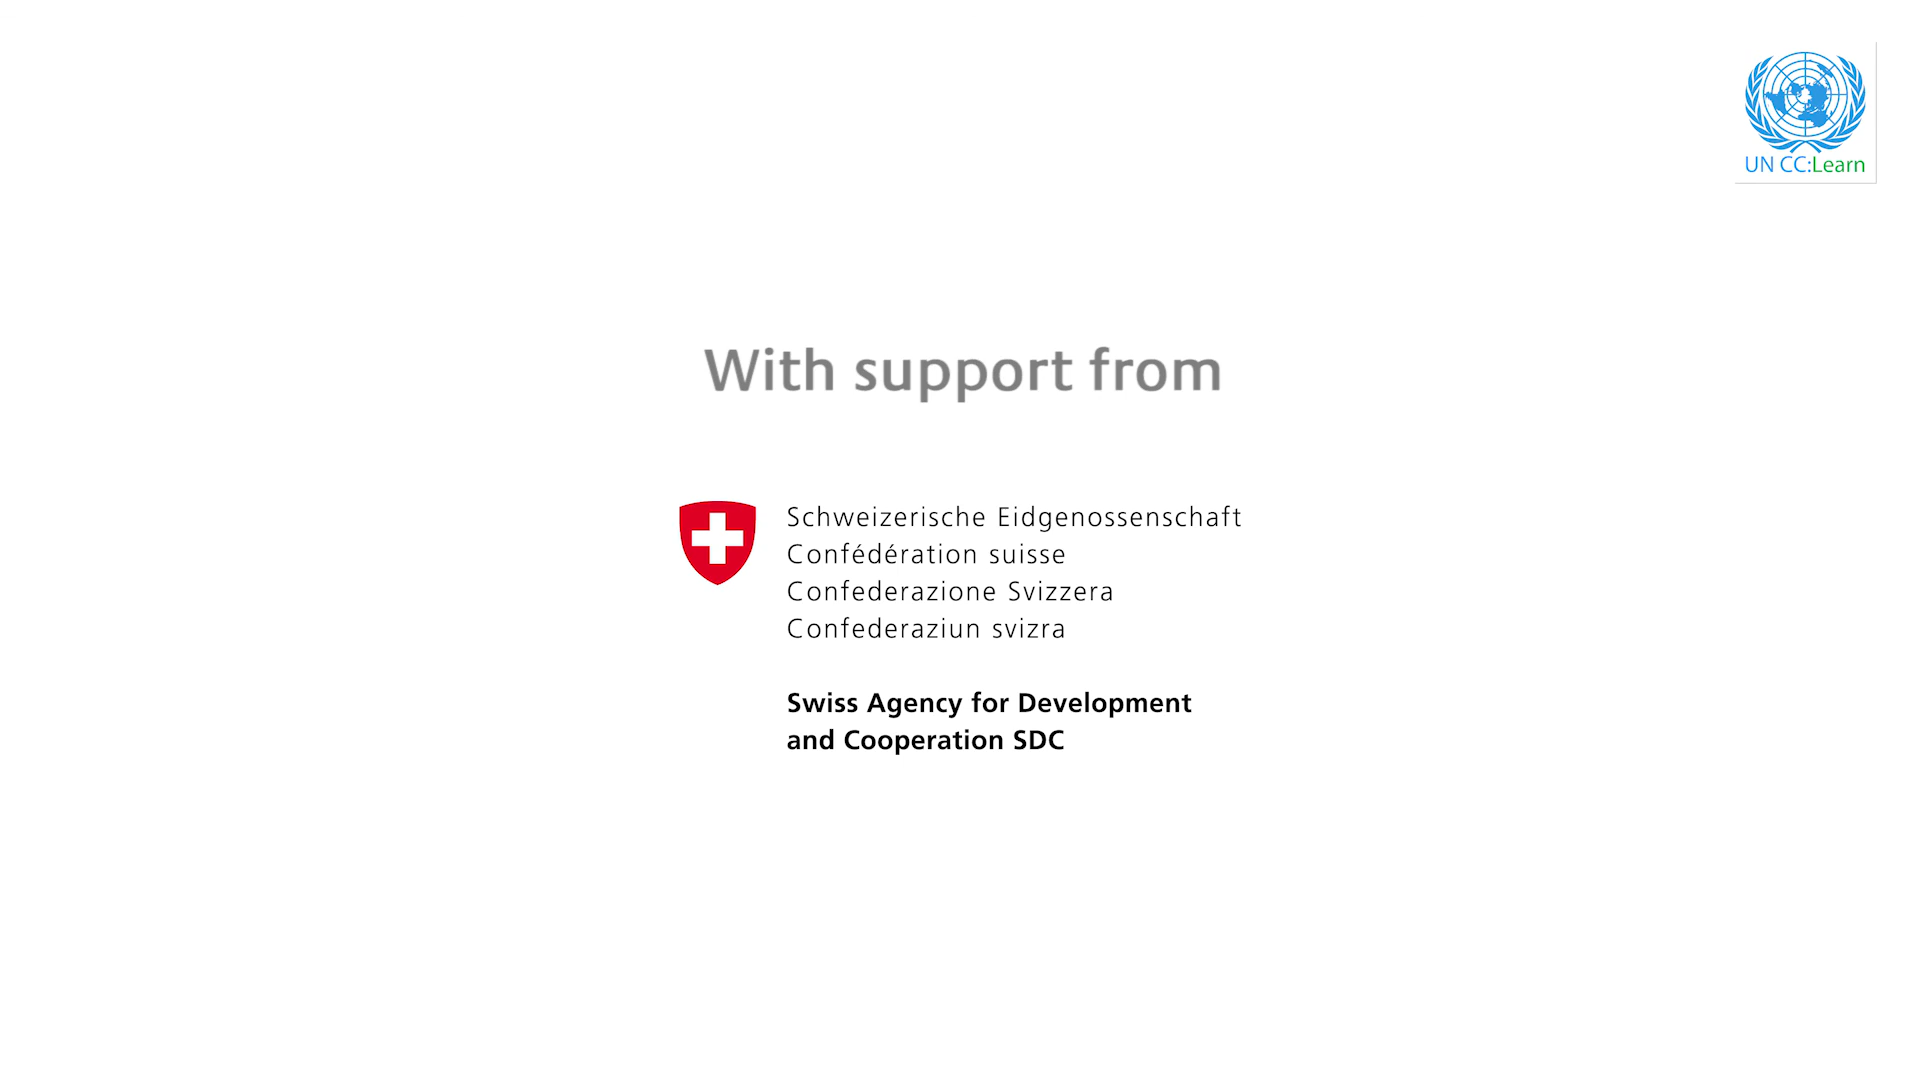 UN CC:Learn
With support from
Schweizerische Eidgenossenschaft
Confédération suisse
Confederazione Svizzera
Confederaziun svizra
Swiss Agency for Development
and Cooperation SDC